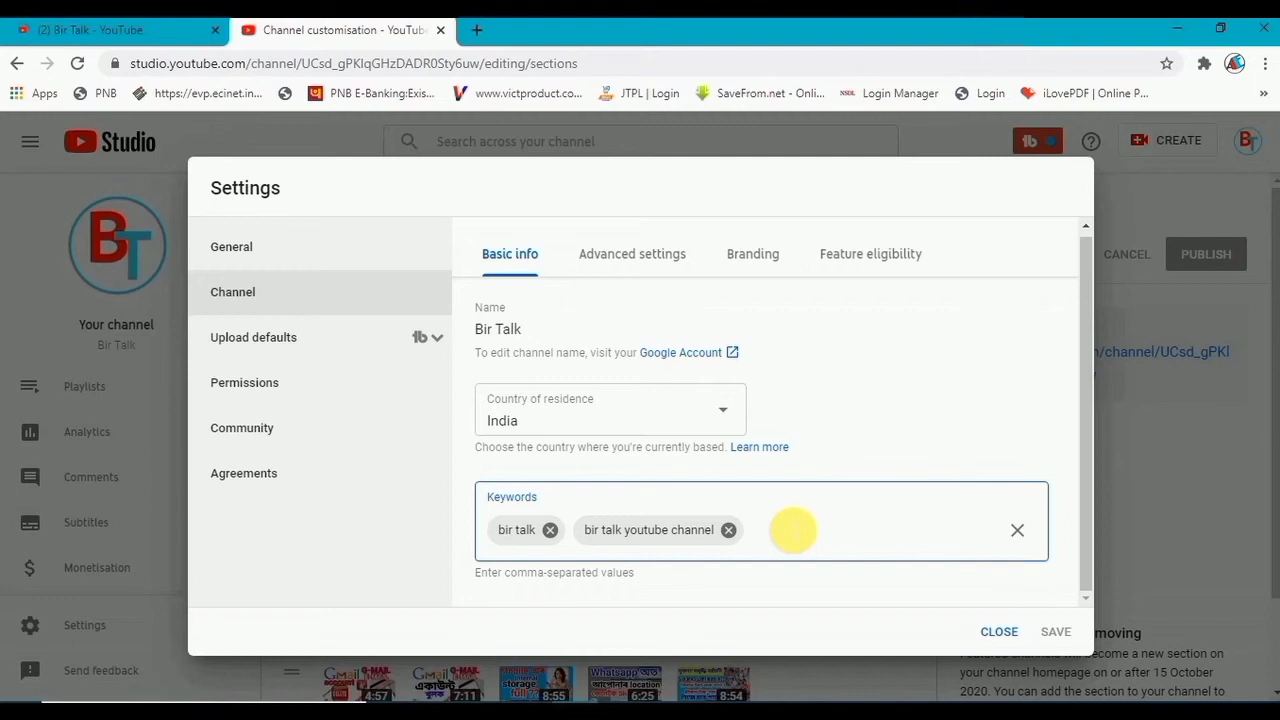 (2) Bir Talk - YouTube
Channel customisation - YouTube
studio.youtube.com/channel/UCsd_gPKlqGHzDADR0Sty6uw/editing/sections
Apps PNB https://evp.ecinet.in... PNB E-Banking:Exis... www.victproduct.co... JTPL | Login SaveFrom.net - Onli... NSDL Login Manager Login iLovePDF | Online P...
Studio
Search across your channel
CREATE
BT
Settings
BT
General
Channel
Upload defaults
Permissions
Community
Agreements
Basic info Advanced settings Branding Feature eligibility
CANCEL PUBLISH
Name
Bir Talk
To edit channel name, visit your Google Account
Country of residence
India
Choose the country where you're currently based. Learn more
Keywords
bir talk bir talk youtube channel
Enter comma-separated values
CLOSE SAVE
Your channel
Bir Talk
Playlists
Analytics
Comments
Subtitles
Monetisation
Settings
Send feedback
n/channel/UCsd_gPKl
moving
become a new section on
your channel homepage on or after 15 October
2020. You can add the section to your channel to
4:57 7:11 8:55 6:25 8:54